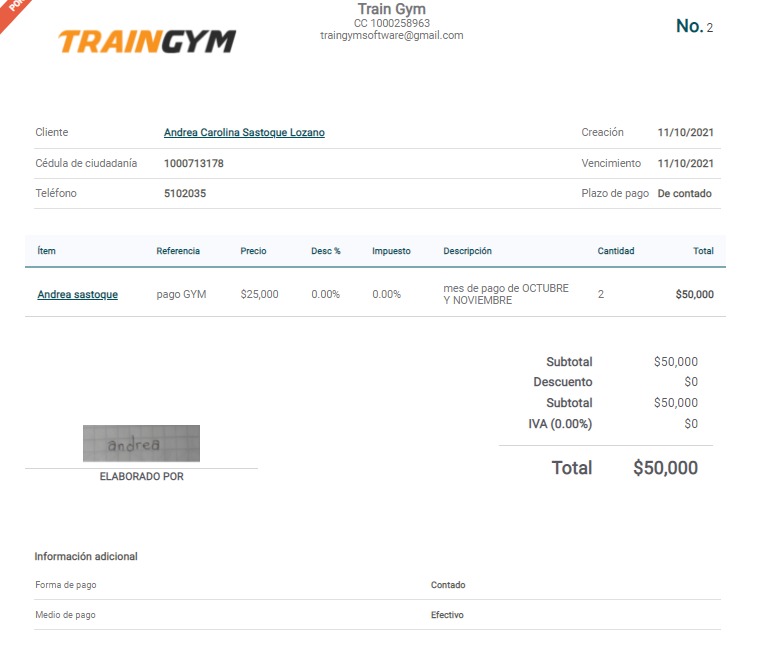 TRAINGYM
Train Gym
CC 1000258963
traingymsoftware@gmail.com
No. 2
Cliente Andrea Carolina Sastoque Lozano Creación 11/10/2021
Cédula de ciudadanía 1000713178 Vencimiento 11/10/2021
Teléfono 5102035 Plazo de pago De contado
Ítem Referencia Precio Desc % Impuesto Descripción Cantidad Total
Andrea sastoque pago GYM $25,000 0.00% 0.00% mes de pago de OCTUBRE Y NOVIEMBRE 2 $50,000
Subtotal $50,000
Descuento $0
Subtotal $50,000
IVA (0.00%) $0
Total $50,000
andrea
ELABORADO POR
Información adicional
Forma de pago Contado
Medio de pago Efectivo